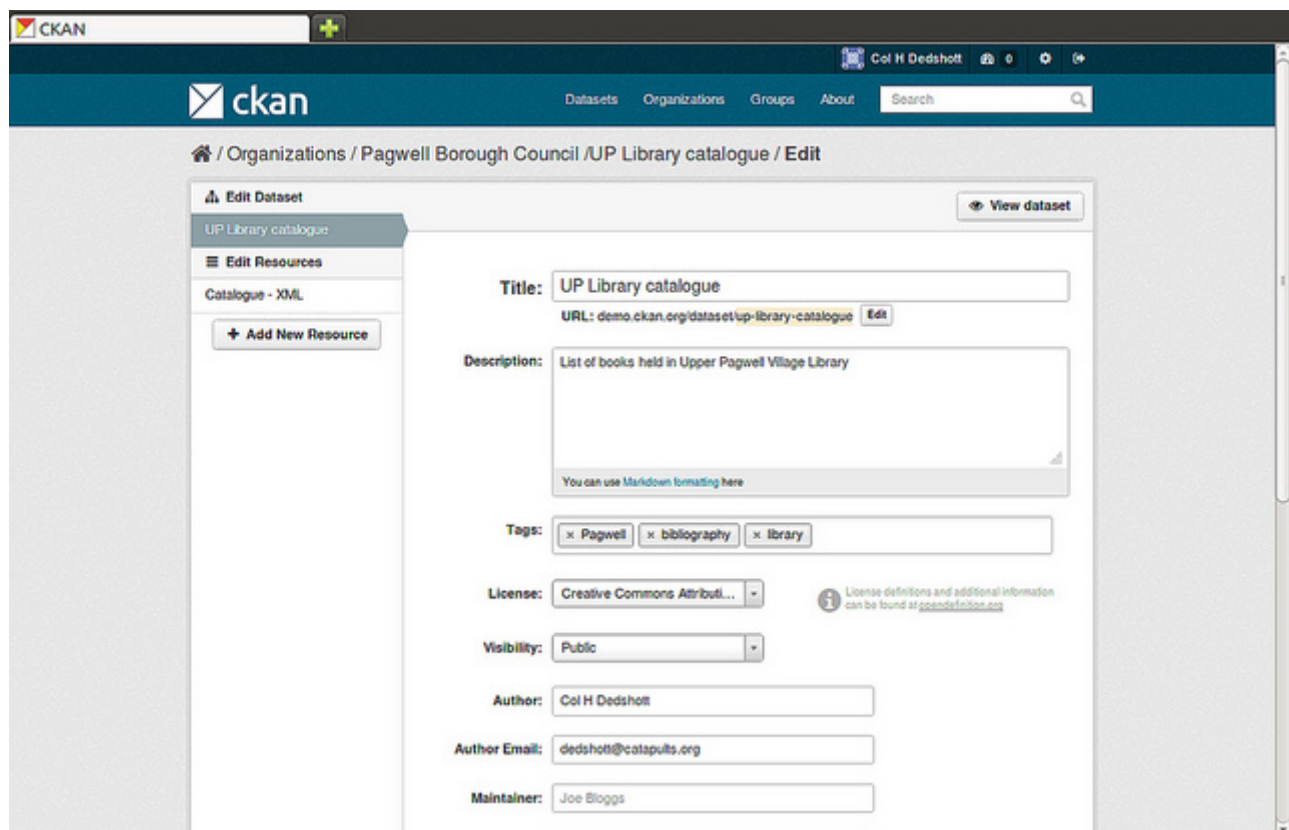 CKAN
Col H Dedshott 0
ckan Datasets Organizations Groups About Search
/ Organizations / Pagwell Borough Council /UP Library catalogue / Edit
Edit Dataset
View dataset
UP Library catalogue
Edit Resources
Catalogue - XML
+ Add New Resource
Title: UP Library catalogue
URL: demo.ckan.org/dataset/up-library-catalogue Edit
Description: List of books held in Upper Pagwell Village Library
You can use Markdown formatting here
Tags: × Pagwell × bibliography × library
License: Creative Commons Attributi...
License definitions and additional information
can be found at opendefinition.org
Visibility: Public
Author: Col H Dedshott
Author Email: dedshott@catapults.org
Maintainer: Joe Bloggs